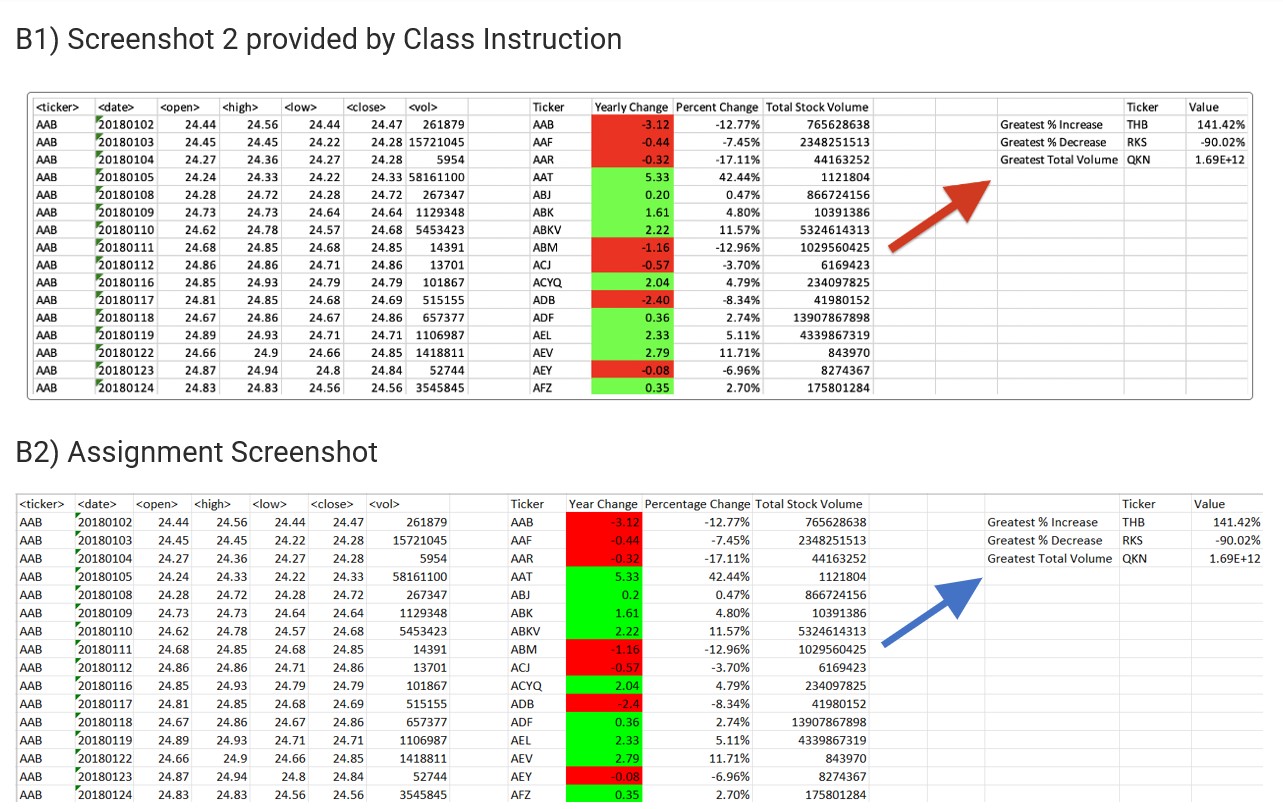 B1) Screenshot 2 provided by Class Instruction
<ticker> <date> <open> <high> <low> <close> <vol> Ticker Yearly Change Percent Change Total Stock Volume Ticker Value
AAB 20180102 24.44 24.56 24.44 24.47 261879 AAB -3.12 -12.77% 765628638 Greatest % Increase THB 141.42%
AAB 20180103 24.45 24.45 24.22 24.28 15721045 AAF -0.44 -7.45% 2348251513 Greatest % Decrease RKS -90.02%
AAB 20180104 24.27 24.36 24.27 24.28 5954 AAR -0.32 -17.11% 44163252 Greatest Total Volume QKN 1.69E+12
AAB 20180105 24.24 24.33 24.22 24.33 58161100 AAT 5.33 42.44% 1121804
AAB 20180108 24.28 24.72 24.28 24.72 267347 ABJ 0.20 0.47% 866724156
AAB 20180109 24.73 24.73 24.64 24.64 1129348 ABK 1.61 4.80% 10391386
AAB 20180110 24.62 24.78 24.57 24.68 5453423 ABKV 2.22 11.57% 5324614313
AAB 20180111 24.68 24.85 24.68 24.85 14391 ABM -1.16 -12.96% 1029560425
AAB 20180112 24.86 24.86 24.71 24.86 13701 ACJ -0.57 -3.70% 6169423
AAB 20180116 24.85 24.93 24.79 24.79 101867 ACYQ 2.04 4.79% 234097825
AAB 20180117 24.81 24.85 24.68 24.69 515155 ADB -2.40 -8.34% 41980152
AAB 20180118 24.67 24.86 24.67 24.86 657377 ADF 0.36 2.74% 13907867898
AAB 20180119 24.89 24.93 24.71 24.71 1106987 AEL 2.33 5.11% 4339867319
AAB 20180122 24.66 24.9 24.66 24.85 1418811 AEV 2.79 11.71% 843970
AAB 20180123 24.87 24.94 24.8 24.84 52744 AEY -0.08 -6.96% 8274367
AAB 20180124 24.83 24.83 24.56 24.56 3545845 AFZ 0.35 2.70% 175801284
B2) Assignment Screenshot
<ticker> <date> <open> <high> <low> <close> <vol> Ticker Year Change Percentage Change Total Stock Volume Ticker Value
AAB 20180102 24.44 24.56 24.44 24.47 261879 AAB -3.12 -12.77% 765628638 Greatest % Increase THB 141.42%
AAB 20180103 24.45 24.45 24.22 24.28 15721045 AAF -0.44 -7.45% 2348251513 Greatest % Decrease RKS -90.02%
AAB 20180104 24.27 24.36 24.27 24.28 5954 AAR -0.32 -17.11% 44163252 Greatest Total Volume QKN 1.69E+12
AAB 20180105 24.24 24.33 24.22 24.33 58161100 AAT 5.33 42.44% 1121804
AAB 20180108 24.28 24.72 24.28 24.72 267347 ABJ 0.2 0.47% 866724156
AAB 20180109 24.73 24.73 24.64 24.64 1129348 ABK 1.61 4.80% 10391386
AAB 20180110 24.62 24.78 24.57 24.68 5453423 ABKV 2.22 11.57% 5324614313
AAB 20180111 24.68 24.85 24.68 24.85 14391 ABM -1.16 -12.96% 1029560425
AAB 20180112 24.86 24.86 24.71 24.86 13701 ACJ -0.57 -3.70% 6169423
AAB 20180116 24.85 24.93 24.79 24.79 101867 ACYQ 2.04 4.79% 234097825
AAB 20180117 24.81 24.85 24.68 24.69 515155 ADB -2.4 -8.34% 41980152
AAB 20180118 24.67 24.86 24.67 24.86 657377 ADF 0.36 2.74% 13907867898
AAB 20180119 24.89 24.93 24.71 24.71 1106987 AEL 2.33 5.11% 4339867319
AAB 20180122 24.66 24.9 24.66 24.85 1418811 AEV 2.79 11.71% 843970
AAB 20180123 24.87 24.94 24.8 24.84 52744 AEY -0.08 -6.96% 8274367
AAB 20180124 24.83 24.83 24.56 24.56 3545845 AFZ 0.35 2.70% 175801284